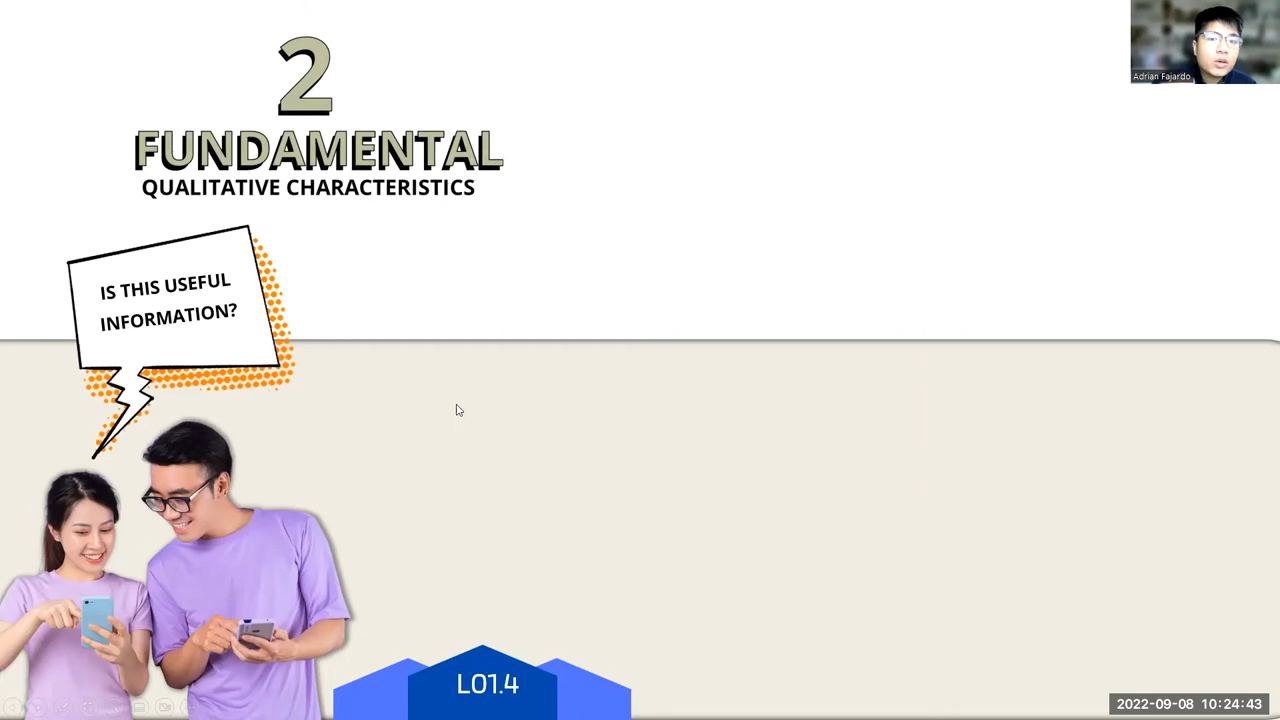 2
FUNDAMENTAL
QUALITATIVE CHARACTERISTICS
Adrian Fajardo
IS THIS USEFUL
INFORMATION?
LO1.4
2022-09-08 10:24:43